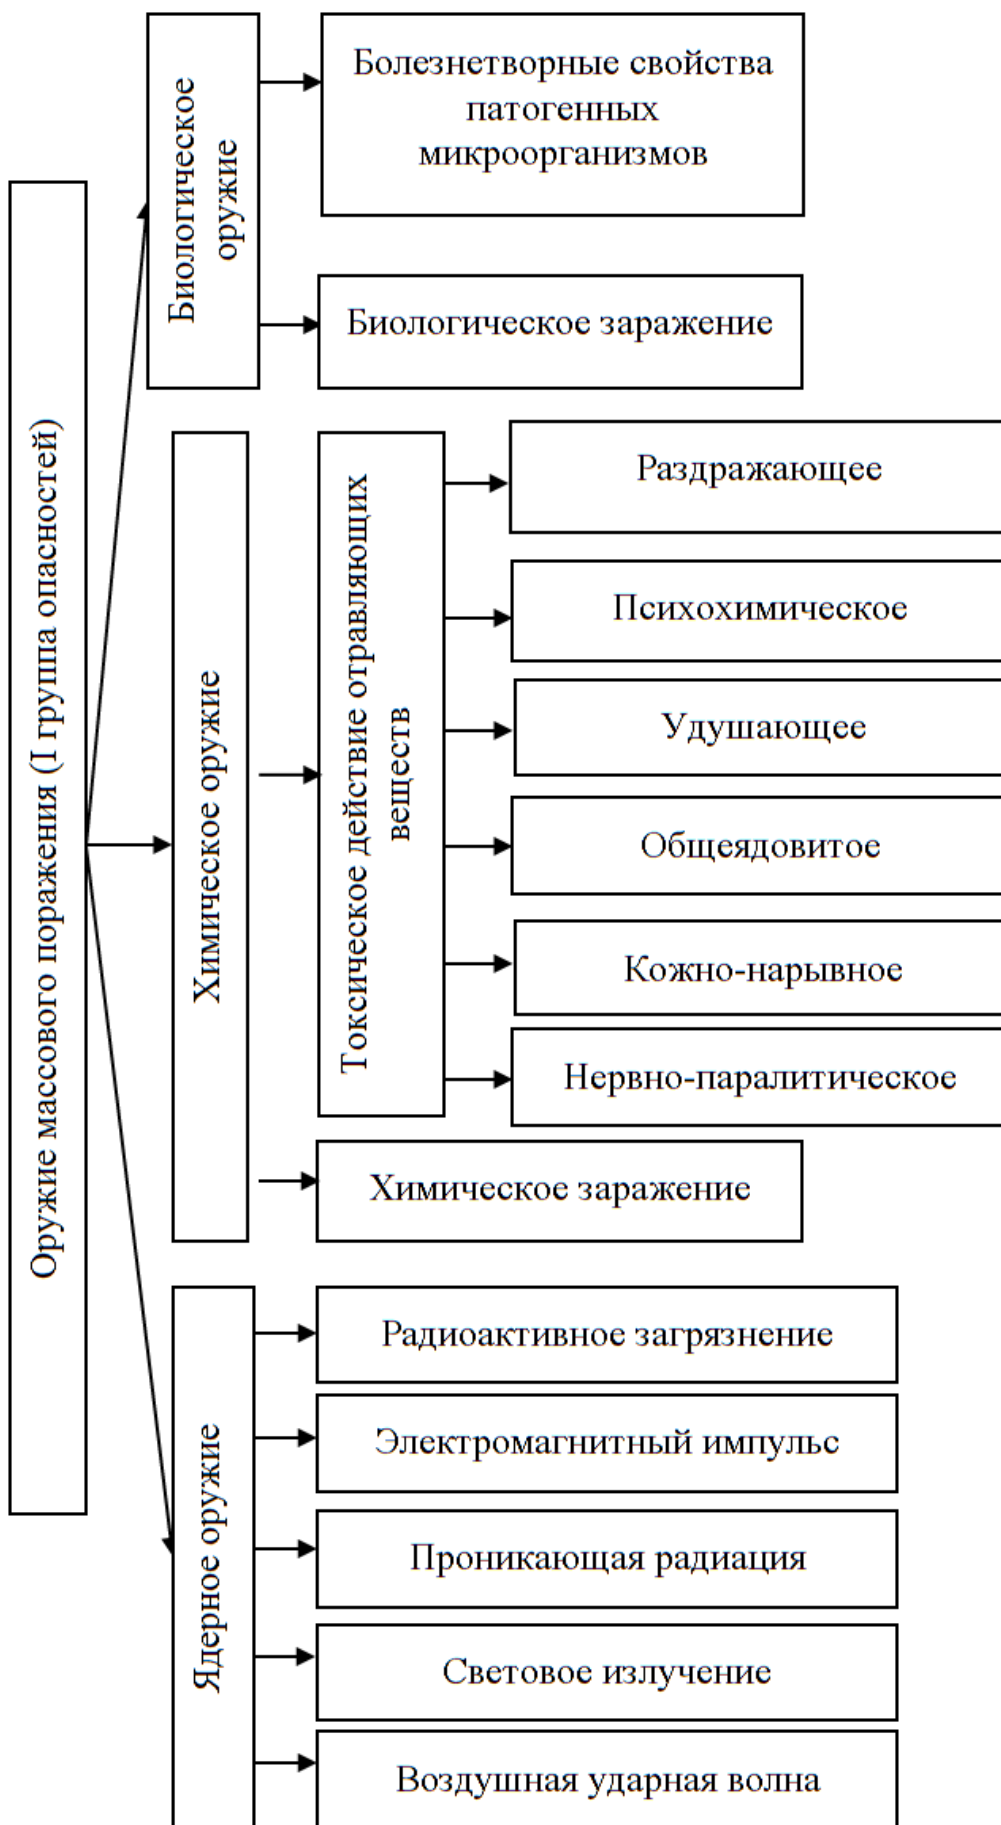 Оружие массового поражения (I группа опасностей)
Биологическое
оружие
Болезнетворные свойства
патогенных
микроорганизмов
Биологическое заражение
Химическое оружие
Токсическое действие отравляющих
веществ
Раздражающее
Психохимическое
Удушающее
Общеядовитое
Кожно-нарывное
Нервно-паралитическое
Химическое заражение
Ядерное оружие
Радиоактивное загрязнение
Электромагнитный импульс
Проникающая радиация
Световое излучение
Воздушная ударная волна